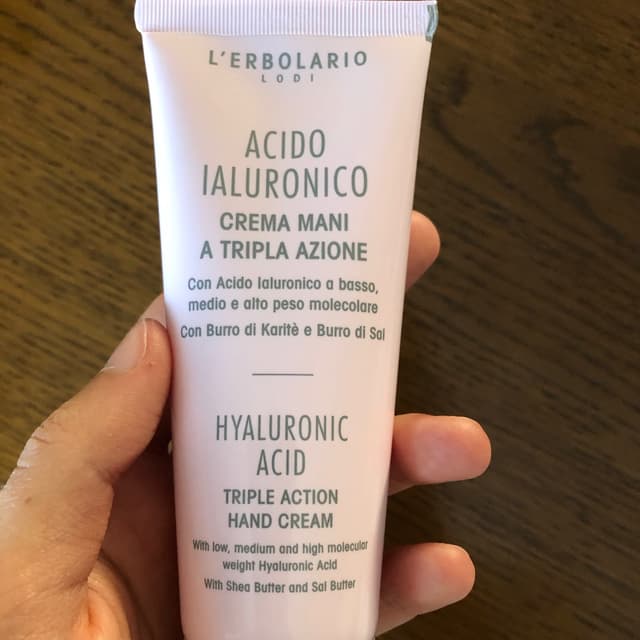 L'ERBOLARIO
LODI
ACIDO
IALURONICO
CREMA MANI
A TRIPLA AZIONE
Con Acido Ialuronico a basso,
medio e alto peso molecolare
Con Burro di Karitè e Burro di Sal
HYALURONIC
ACID
TRIPLE ACTION
HAND CREAM
With low, medium and high molecular
weight Hyaluronic Acid
With Shea Butter and Sal Butter